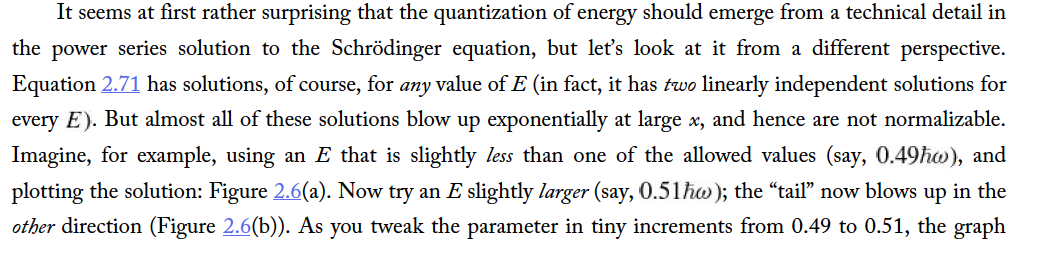 It seems at first rather surprising that the quantization of energy should emerge from a technical detail in
the power series solution to the Schrödinger equation, but let’s look at it from a different perspective.
Equation 2.71 has solutions, of course, for any value of E (in fact, it has two linearly independent solutions for
every E). But almost all of these solutions blow up exponentially at large x, and hence are not normalizable.
Imagine, for example, using an E that is slightly less than one of the allowed values (say, 0.49ℏω), and
plotting the solution: Figure 2.6(a). Now try an E slightly larger (say, 0.51ℏω); the “tail” now blows up in the
other direction (Figure 2.6(b)). As you tweak the parameter in tiny increments from 0.49 to 0.51, the graph